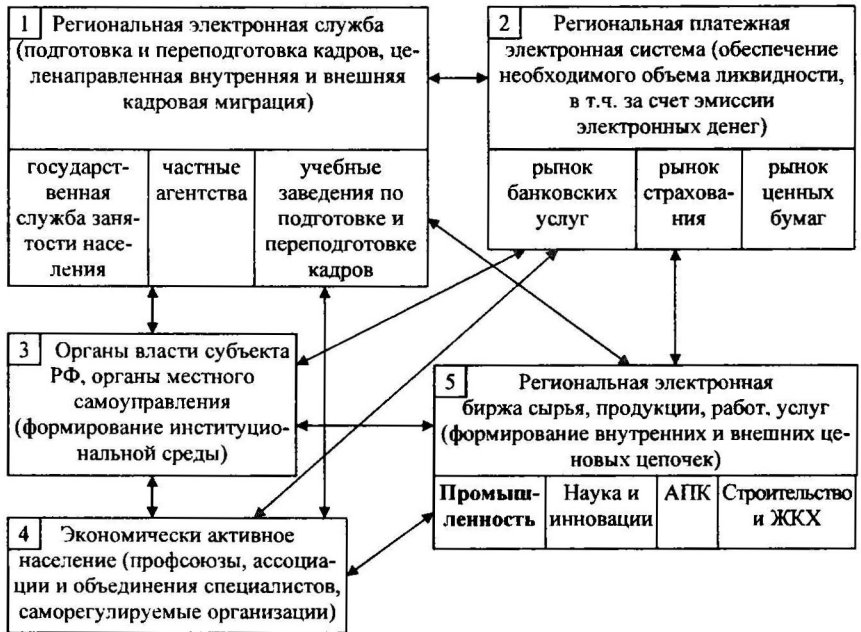 1 Региональная электронная служба
(подготовка и переподготовка кадров, це-
ленаправленная внутренняя и внешняя
кадровая миграция)
государст-
венная
служба заня-
тости насе-
ления
частные
агентства
учебные
заведения по
подготовке и
переподготовке
кадров
2 Региональная платежная
электронная система (обеспечение
необходимого объема ликвидности,
в т.ч. за счет эмиссии
электронных денег)
рынок
банковских
услуг
рынок
страхова-
ния
рынок
ценных
бумаг
3 Органы власти субъекта
РФ, органы местного
самоуправления
(формирование институцио-
нальной среды)
4 Экономически активное
население (профсоюзы, ассоциа-
ции и объединения специалистов,
саморегулируемые организации)
5 Региональная электронная
биржа сырья, продукции, работ, услуг
(формирование внутренних и внешних це-
новых цепочек)
Промыш-
ленность
Наука и
инновации
АПК
Строительство
и ЖКХ